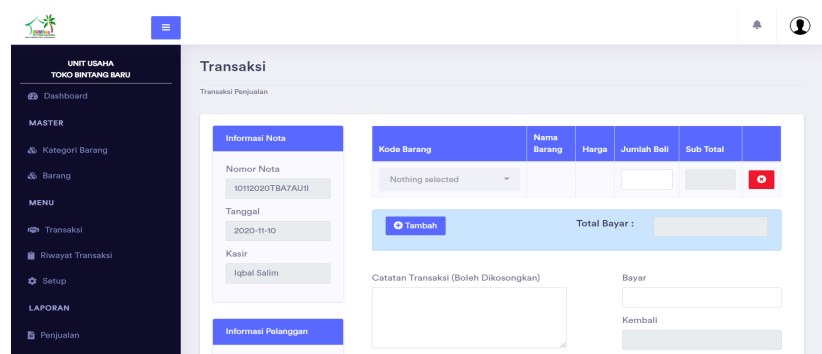 UNIT USAHA
TOKO BINTANG BARU
Dashboard
MASTER
Kategori Barang
Barang
MENU
Transaksi
Riwayat Transaksi
Setup
LAPORAN
Penjualan
Transaksi
Transaksi Penjualan
Informasi Nota
Nomor Nota
10112020TBA7AU1I
Tanggal
2020-11-10
Kasir
Iqbal Salim
Informasi Pelanggan
Kode Barang
Nama
Barang
Harga
Jumlah Beli
Sub Total
Nothing selected
Tambah
Total Bayar :
Catatan Transaksi (Boleh Dikosongkan)
Bayar
Kembali